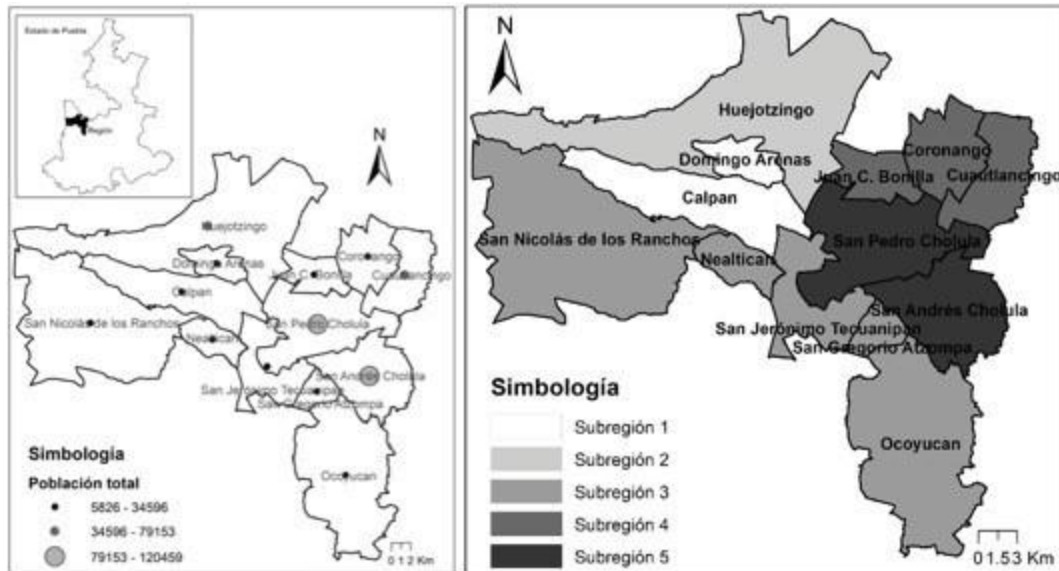 Estado de Puebla
Región
N
Huejotzingo
Domingo Arenas
Juan C. Bonilla
Coronango
Cuautlancingo
Calpan
San Nicolás de los Ranchos
Nealtican
San Pedro Cholula
San Andrés Cholula
San Jerónimo Tecuanipan
San Gregorio Atzompa
Ocoyucan
Simbología
Población total
5826 - 34596
34596 - 79153
79153 - 120459
0 1 2 Km
N
Huejotzingo
Domingo Arenas
Coronango
Juan C. Bonilla
Cuautlancingo
Calpan
San Nicolás de los Ranchos
Nealtican
San Pedro Cholula
San Andrés Cholula
San Jerónimo Tecuanipan
San Gregorio Atzompa
Ocoyucan
Simbología
Subregión 1
Subregión 2
Subregión 3
Subregión 4
Subregión 5
0 1.5 3 Km